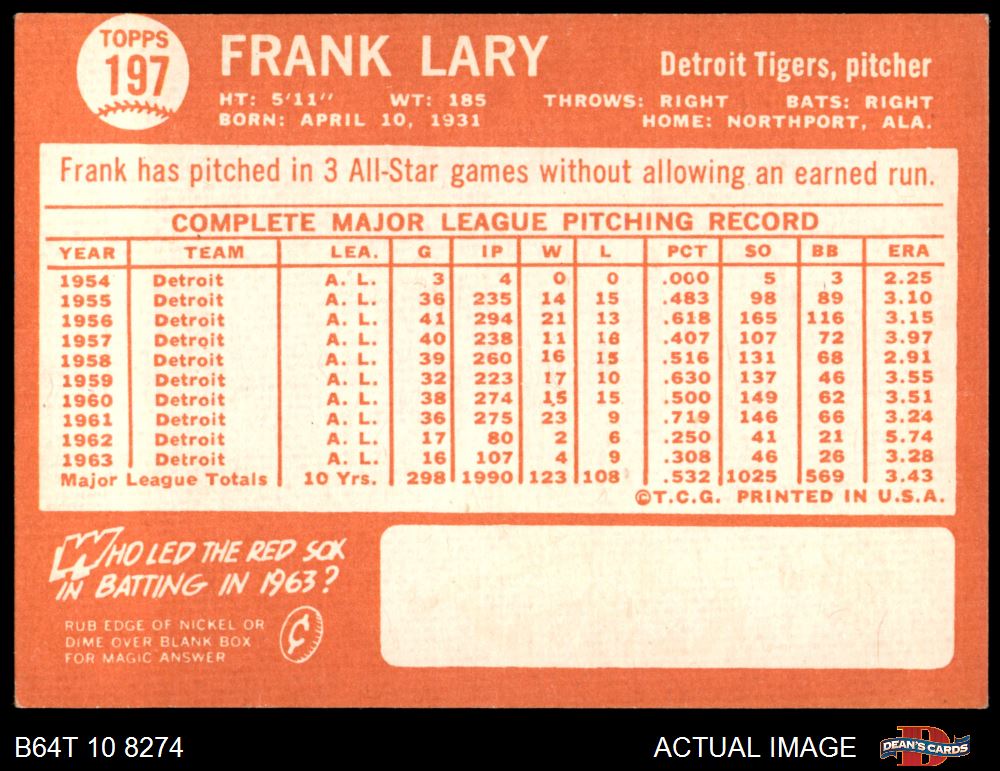 TOPPS
197
FRANK LARY
Detroit Tigers, pitcher
HT: 5'11" WT: 185 THROWS: RIGHT BATS: RIGHT
BORN: APRIL 10, 1931 HOME: NORTHPORT, ALA.
Frank has pitched in 3 All-Star games without allowing an earned run.
COMPLETE MAJOR LEAGUE PITCHING RECORD
YEAR TEAM LEA. G IP W L PCT SO BB ERA
1954 Detroit A. L. 3 4 0 0 .000 5 3 2.25
1955 Detroit A. L. 36 235 14 15 .483 98 89 3.10
1956 Detroit A. L. 41 294 21 13 .618 165 116 3.15
1957 Detroit A. L. 40 238 11 16 .407 107 72 3.97
1958 Detroit A. L. 39 260 16 15 .516 131 68 2.91
1959 Detroit A. L. 32 223 17 10 .630 137 46 3.55
1960 Detroit A. L. 38 274 15 15 .500 149 62 3.51
1961 Detroit A. L. 36 275 23 9 .719 146 66 3.24
1962 Detroit A. L. 17 80 2 6 .250 41 21 5.74
1963 Detroit A. L. 16 107 4 9 .308 46 26 3.28
Major League Totals 10 Yrs. 298 1990 123 108 .532 1025 569 3.43
©T.C.G. PRINTED IN U.S.A.
WHO LED THE RED SOX
IN BATTING IN 1963?
RUB EDGE OF NICKEL OR
DIME OVER BLANK BOX
FOR MAGIC ANSWER
¢
B64T 10 8274
ACTUAL IMAGE
DEAN'S CARDS